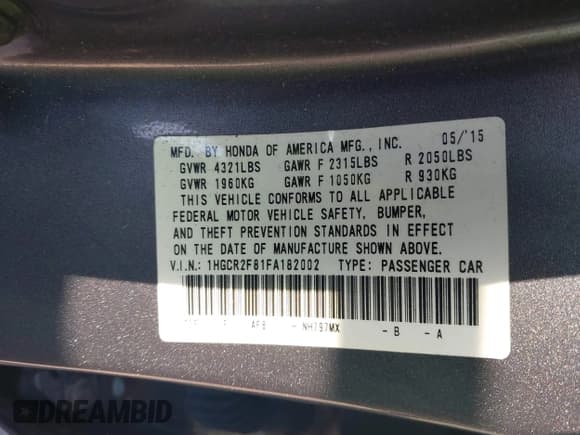 MFD. BY HONDA OF AMERICA MFG., INC. 05/'15
GVWR 4321LBS GAWR F 2315LBS R 2050LBS
GVWR 1960KG GAWR F 1050KG R 930KG
THIS VEHICLE CONFORMS TO ALL APPLICABLE
FEDERAL MOTOR VEHICLE SAFETY, BUMPER,
AND THEFT PREVENTION STANDARDS IN EFFECT
ON THE DATE OF MANUFACTURE SHOWN ABOVE.
V.I.N.: 1HGCR2F81FA182002 TYPE: PASSENGER CAR
NH797MX - B - A
DREAMBID